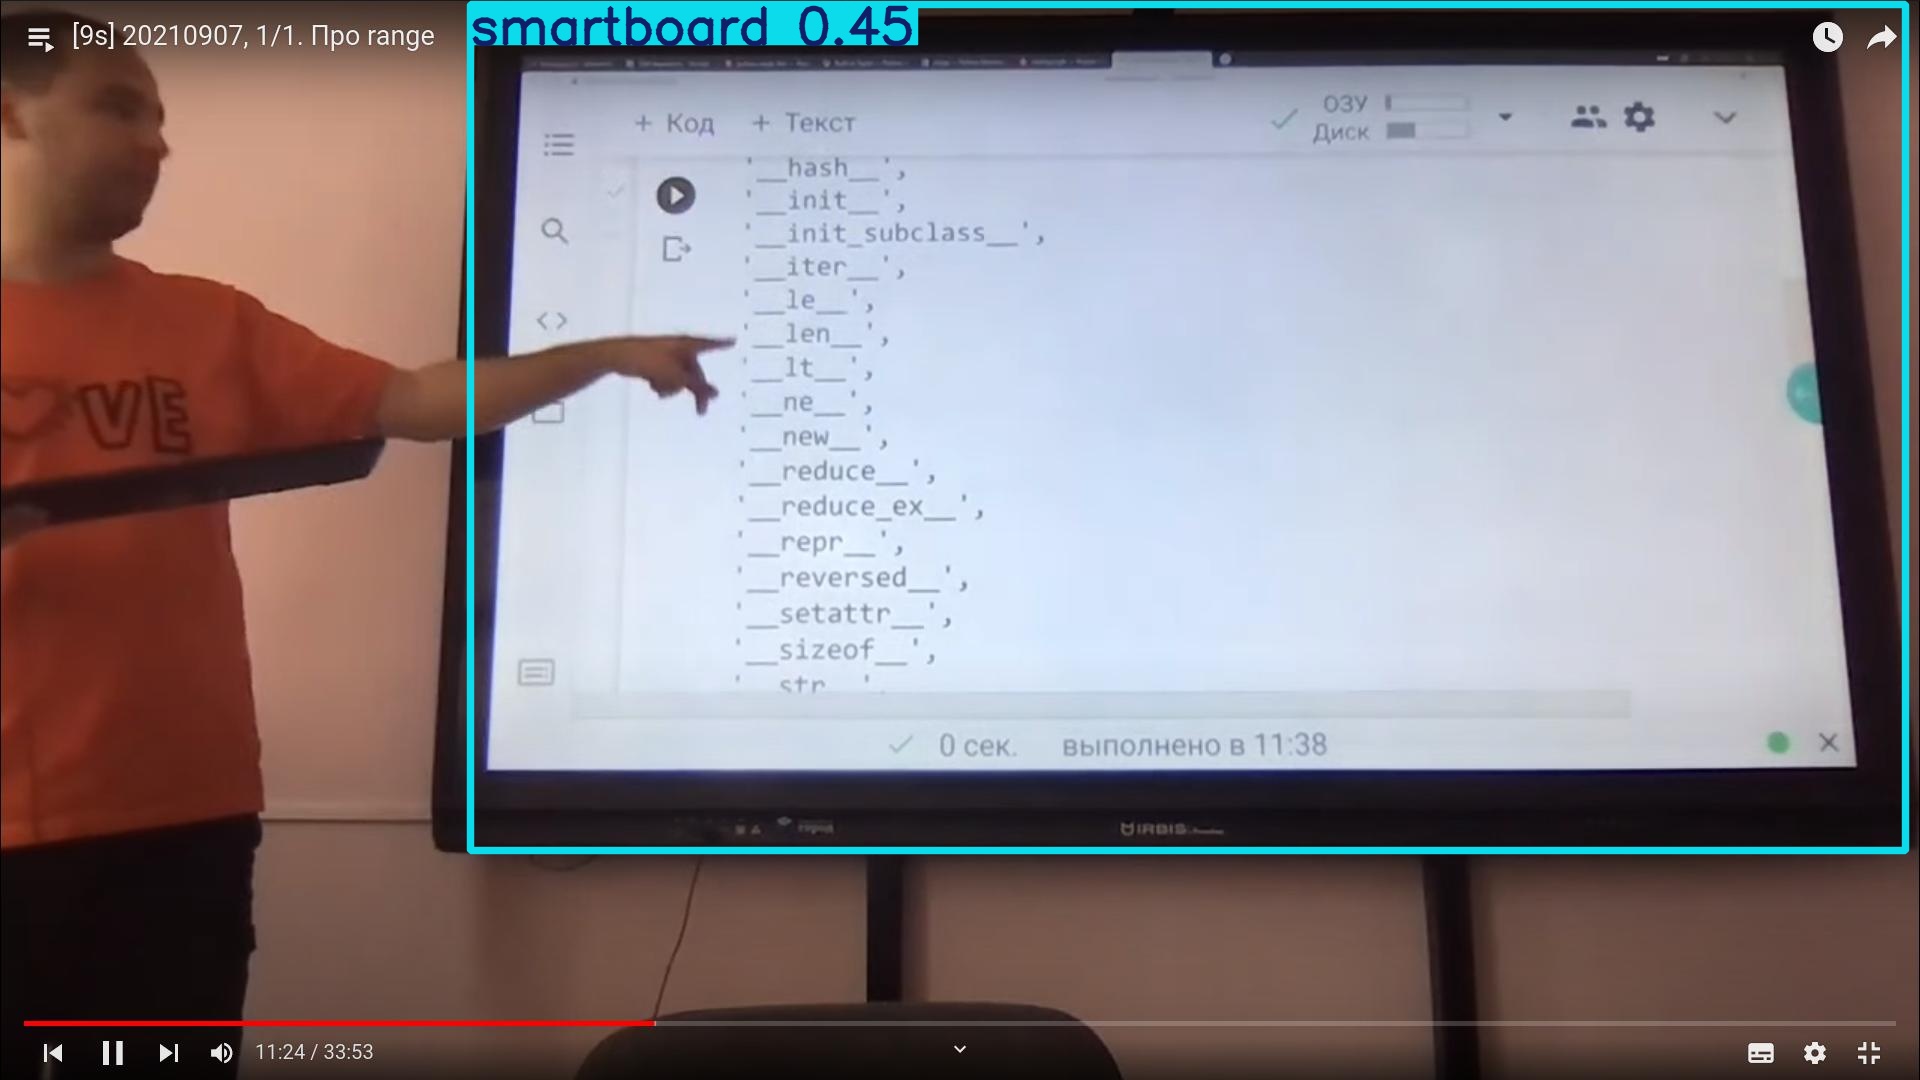 [9s] 20210907, 1/1. Про range
smartboard 0.45
+ Код + Текст
ОЗУ
Диск
'__hash__',
'__init__',
'__init_subclass__',
'__iter__',
'__le__',
'__len__',
'__lt__',
'__ne__',
'__new__',
'__reduce__',
'__reduce_ex__',
'__repr__',
'__reversed__',
'__setattr__',
'__sizeof__',
'__str__'
VE
0 сек. выполнено в 11:38
город
IRBIS
11:24 / 33:53